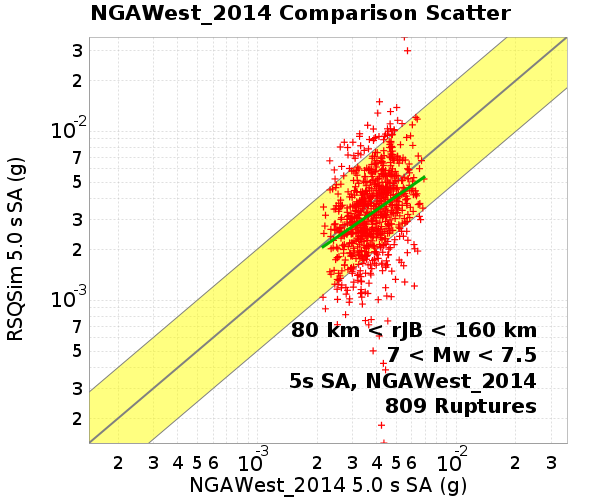 NGAWest_2014 Comparison Scatter
RSQSim 5.0 s SA (g)
3
2
10-2
7
5
3
2
10-3
7
5
3
2
80 km < rJB < 160 km
7 < Mw < 7.5
5s SA, NGAWest_2014
809 Ruptures
2 3 4 5 6 10-3 2 3 4 5 6 10-2 2 3
NGAWest_2014 5.0 s SA (g)